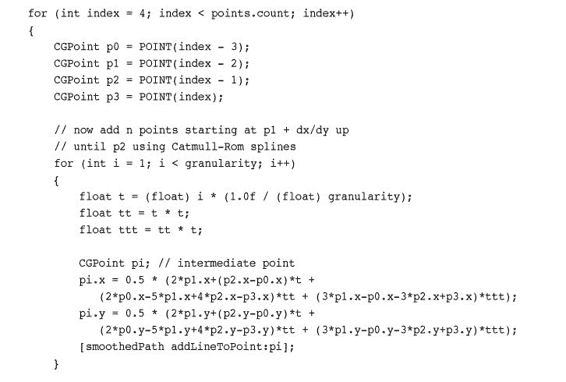 for (int index = 4; index < points.count; index++)
{
    CGPoint p0 = POINT(index - 3);
    CGPoint p1 = POINT(index - 2);
    CGPoint p2 = POINT(index - 1);
    CGPoint p3 = POINT(index);

    // now add n points starting at p1 + dx/dy up
    // until p2 using Catmull-Rom splines
    for (int i = 1; i < granularity; i++)
    {
        float t = (float) i * (1.0f / (float) granularity);
        float tt = t * t;
        float ttt = tt * t;

        CGPoint pi; // intermediate point
        pi.x = 0.5 * (2*p1.x+(p2.x-p0.x)*t +
           (2*p0.x-5*p1.x+4*p2.x-p3.x)*tt + (3*p1.x-p0.x-3*p2.x+p3.x)*ttt);
        pi.y = 0.5 * (2*p1.y+(p2.y-p0.y)*t +
           (2*p0.y-5*p1.y+4*p2.y-p3.y)*tt + (3*p1.y-p0.y-3*p2.y+p3.y)*ttt);
        [smoothedPath addLineToPoint:pi];
    }